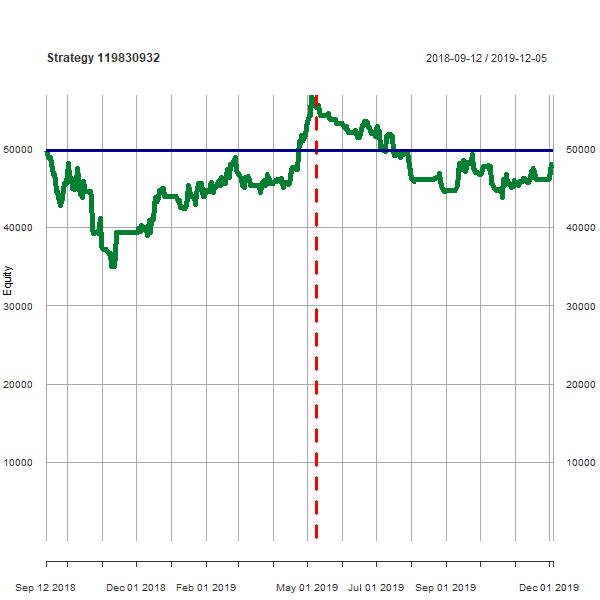 Strategy 119830932 2018-09-12 / 2019-12-05
50000 50000
40000 40000
Equity
30000 30000
20000 20000
10000 10000
Sep 12 2018 Dec 01 2018 Feb 01 2019 May 01 2019 Jul 01 2019 Sep 01 2019 Dec 01 2019